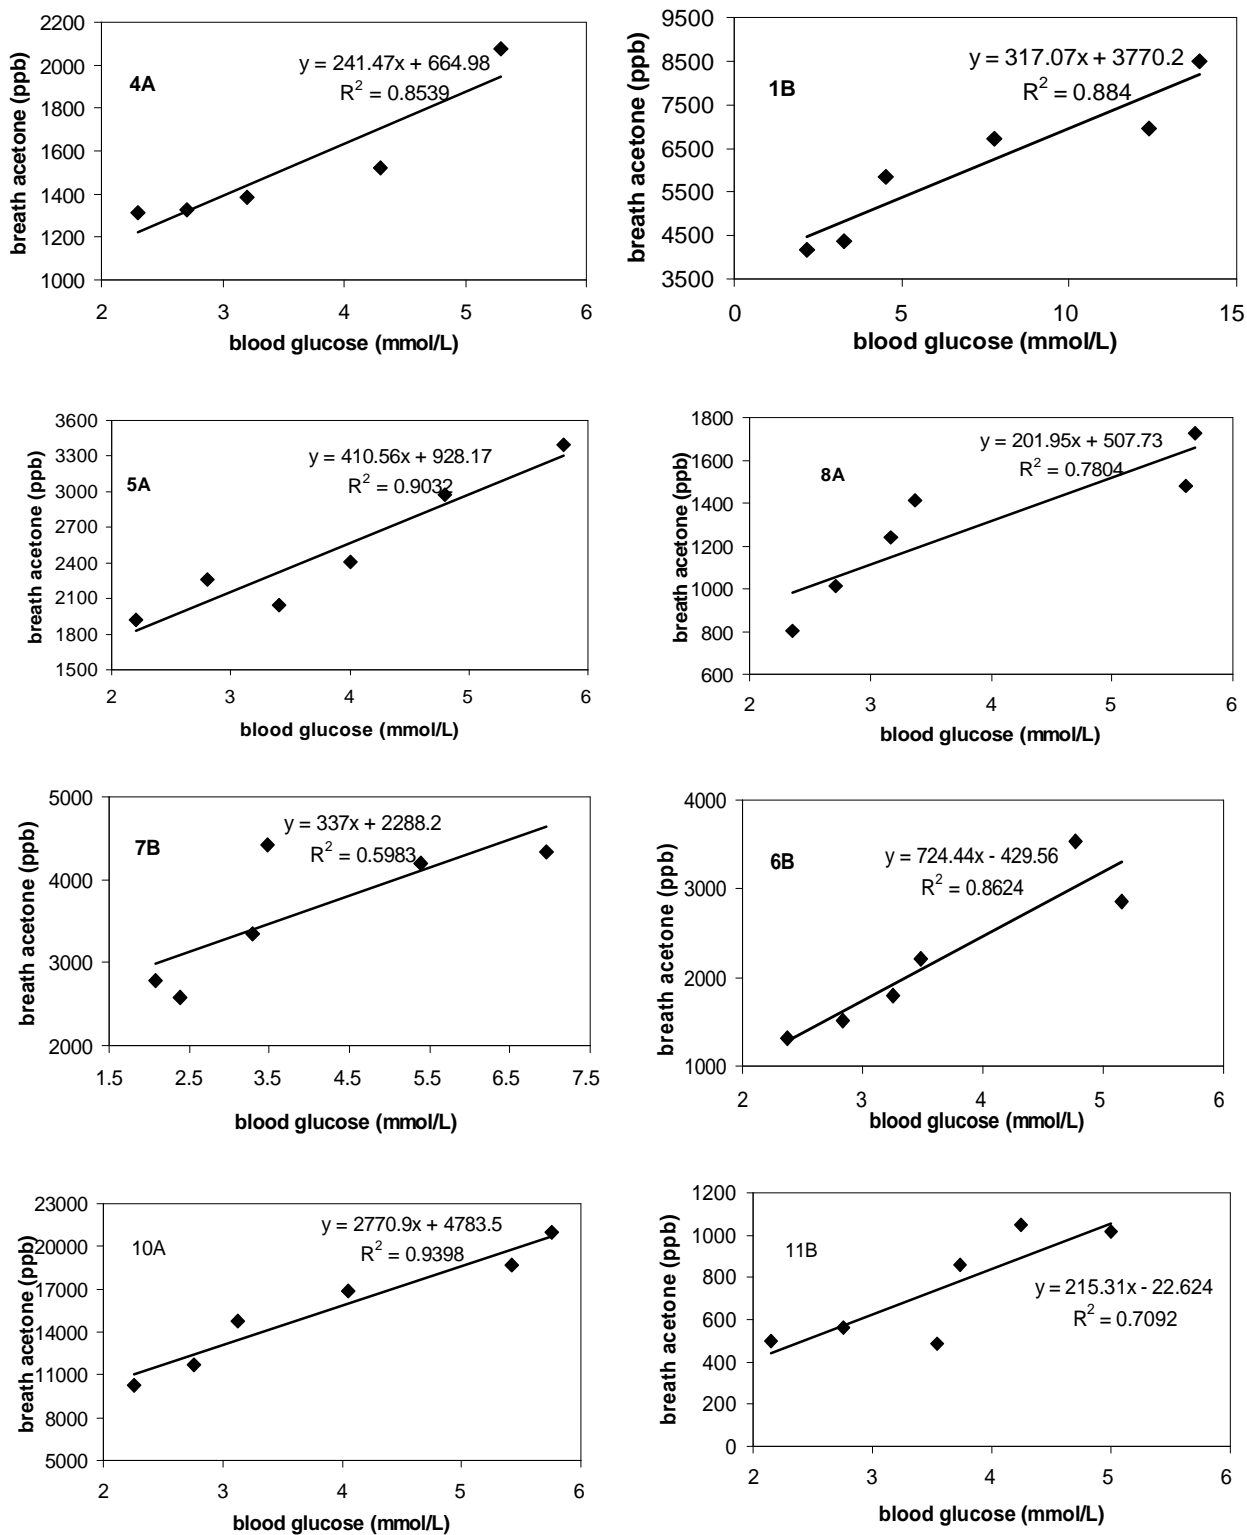 2200
2000
1800
1600
1400
1200
1000
breath acetone (ppb)
4A
y = 241.47x + 664.98
R² = 0.8539
2 3 4 5 6
blood glucose (mmol/L)
9500
8500
7500
6500
5500
4500
3500
breath acetone (ppb)
1B
y = 317.07x + 3770.2
R² = 0.884
0 5 10 15
blood glucose (mmol/L)
3600
3300
3000
2700
2400
2100
1800
1500
breath acetone (ppb)
5A
y = 410.56x + 928.17
R² = 0.9032
2 3 4 5 6
blood glucose (mmol/L)
1800
1600
1400
1200
1000
800
600
breath acetone (ppb)
8A
y = 201.95x + 507.73
R² = 0.7804
2 3 4 5 6
blood glucose (mmol/L)
5000
4000
3000
2000
breath acetone (ppb)
7B
y = 337x + 2288.2
R² = 0.5983
1.5 2.5 3.5 4.5 5.5 6.5 7.5
blood glucose (mmol/L)
4000
3000
2000
1000
breath acetone (ppb)
6B
y = 724.44x - 429.56
R² = 0.8624
2 3 4 5 6
blood glucose (mmol/L)
23000
20000
17000
14000
11000
8000
5000
breath acetone (ppb)
10A
y = 2770.9x + 4783.5
R² = 0.9398
2 3 4 5 6
blood glucose (mmol/L)
1200
1000
800
600
400
200
0
breath acetone (ppb)
11B
y = 215.31x - 22.624
R² = 0.7092
2 3 4 5 6
blood glucose (mmol/L)